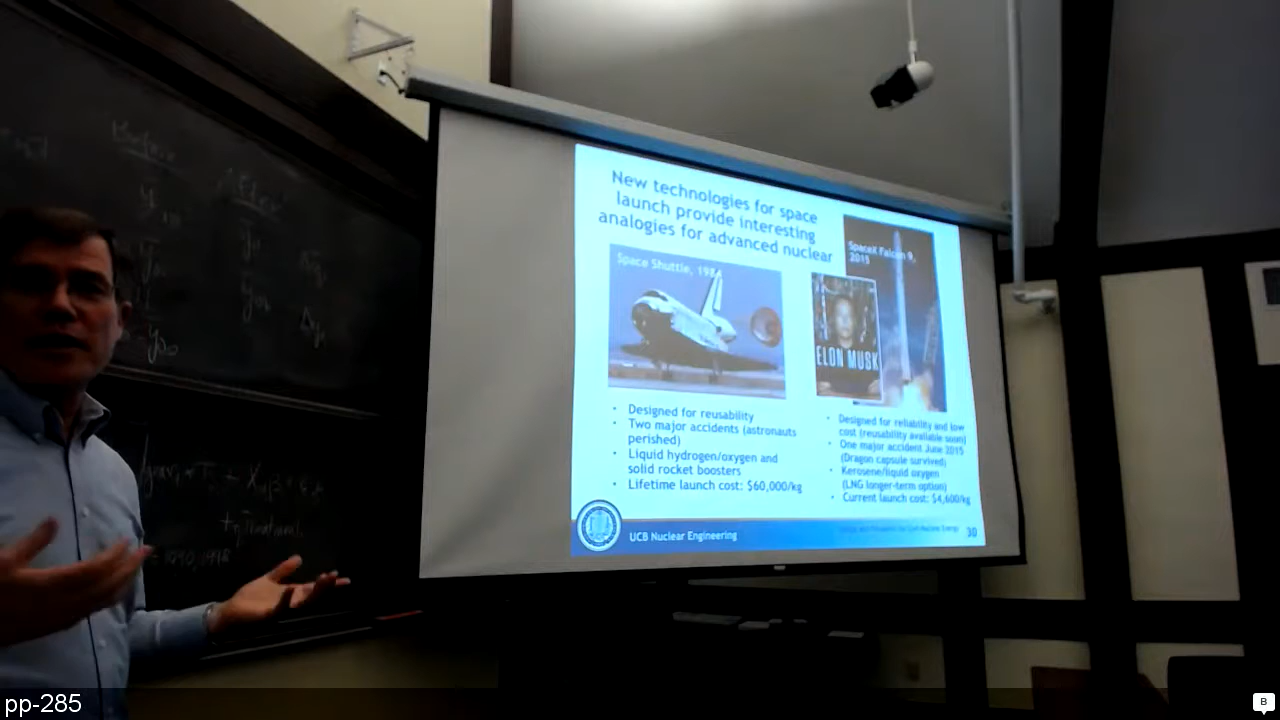 New technologies for space
launch provide interesting
analogies for advanced nuclear
Space Shuttle, 1984
SpaceX Falcon 9,
2015
ELON MUSK
• Designed for reusability
• Two major accidents (astronauts
perished)
• Liquid hydrogen/oxygen and
solid rocket boosters
• Lifetime launch cost: $60,000/kg
• Designed for reliability and low
cost (reusability available soon)
• One major accident June 2015
(Dragon capsule survived)
• Kerosene/liquid oxygen
(LNG longer-term option)
• Current launch cost: $4,600/kg
UCB Nuclear Engineering
30
pp-285
B